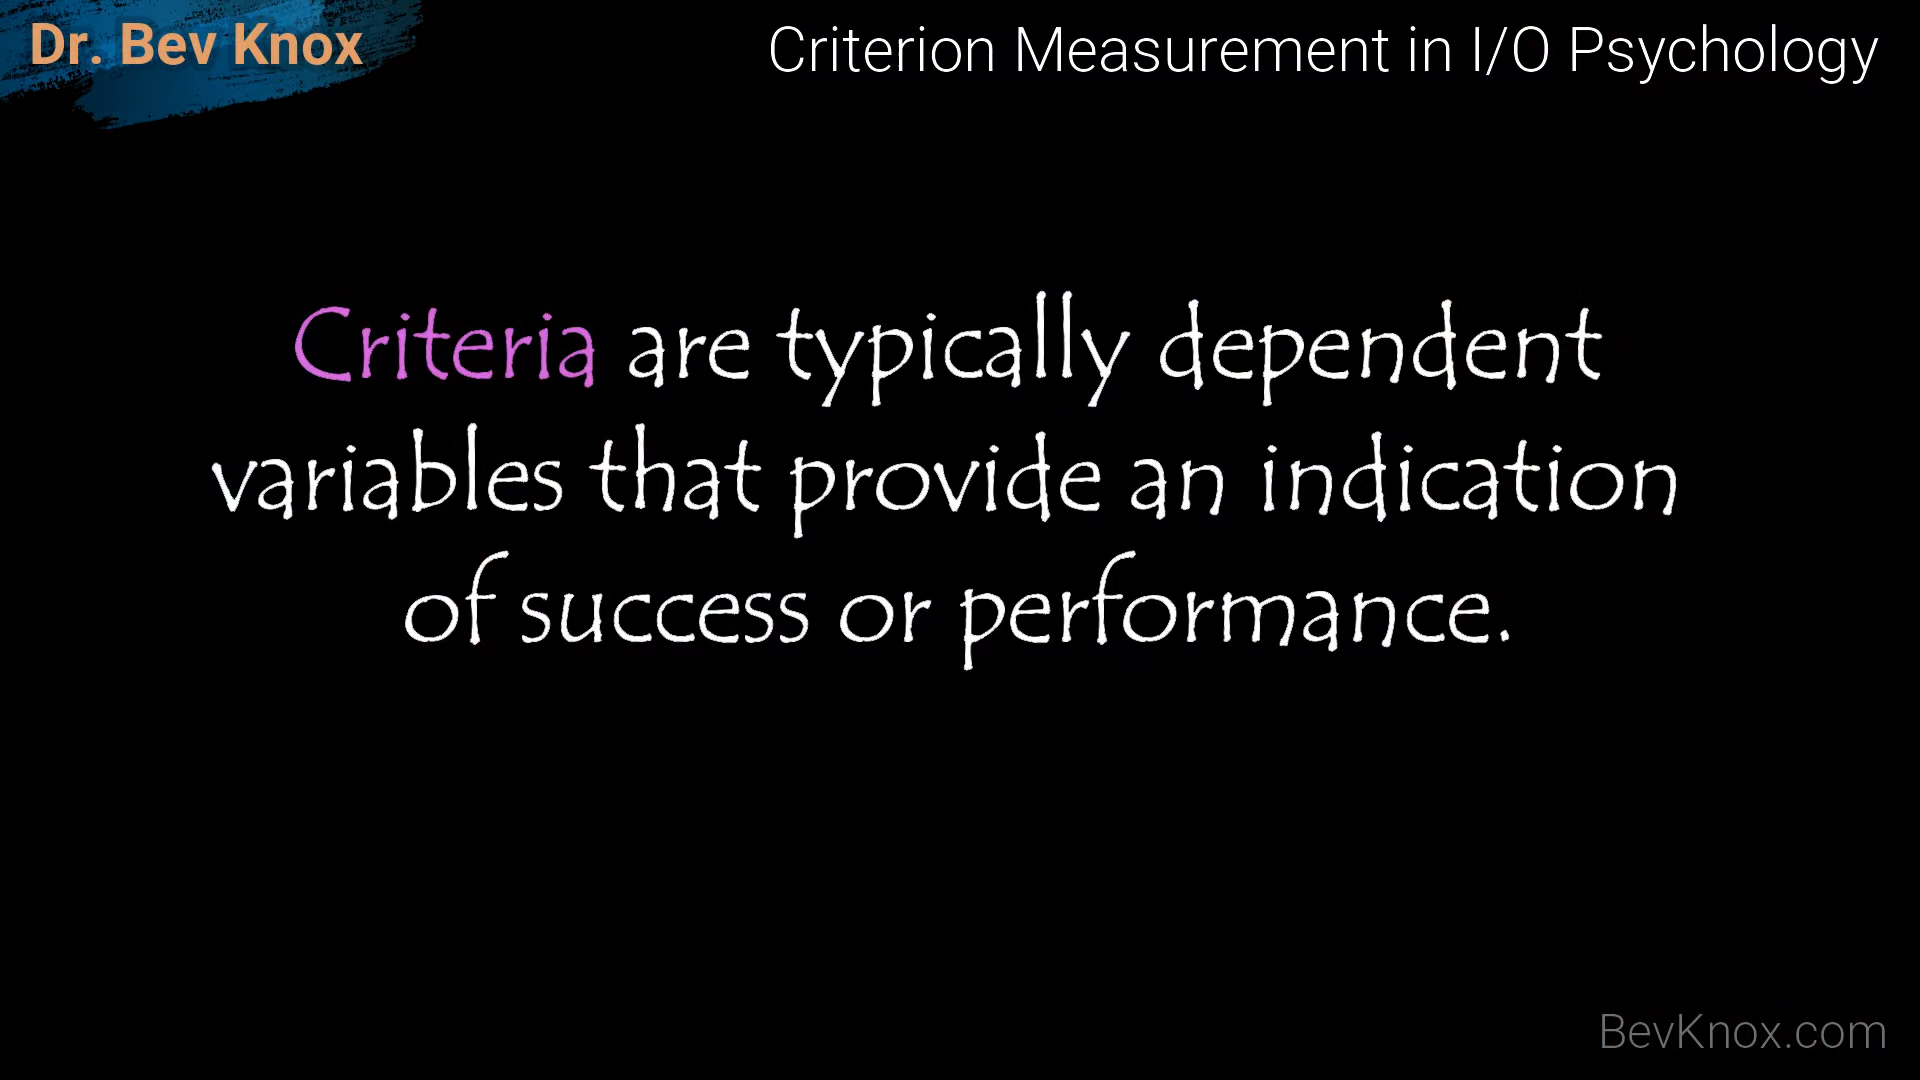 Dr. Bev Knox
Criterion Measurement in I/O Psychology
Criteria are typically dependent
variables that provide an indication
of success or performance.
BevKnox.com